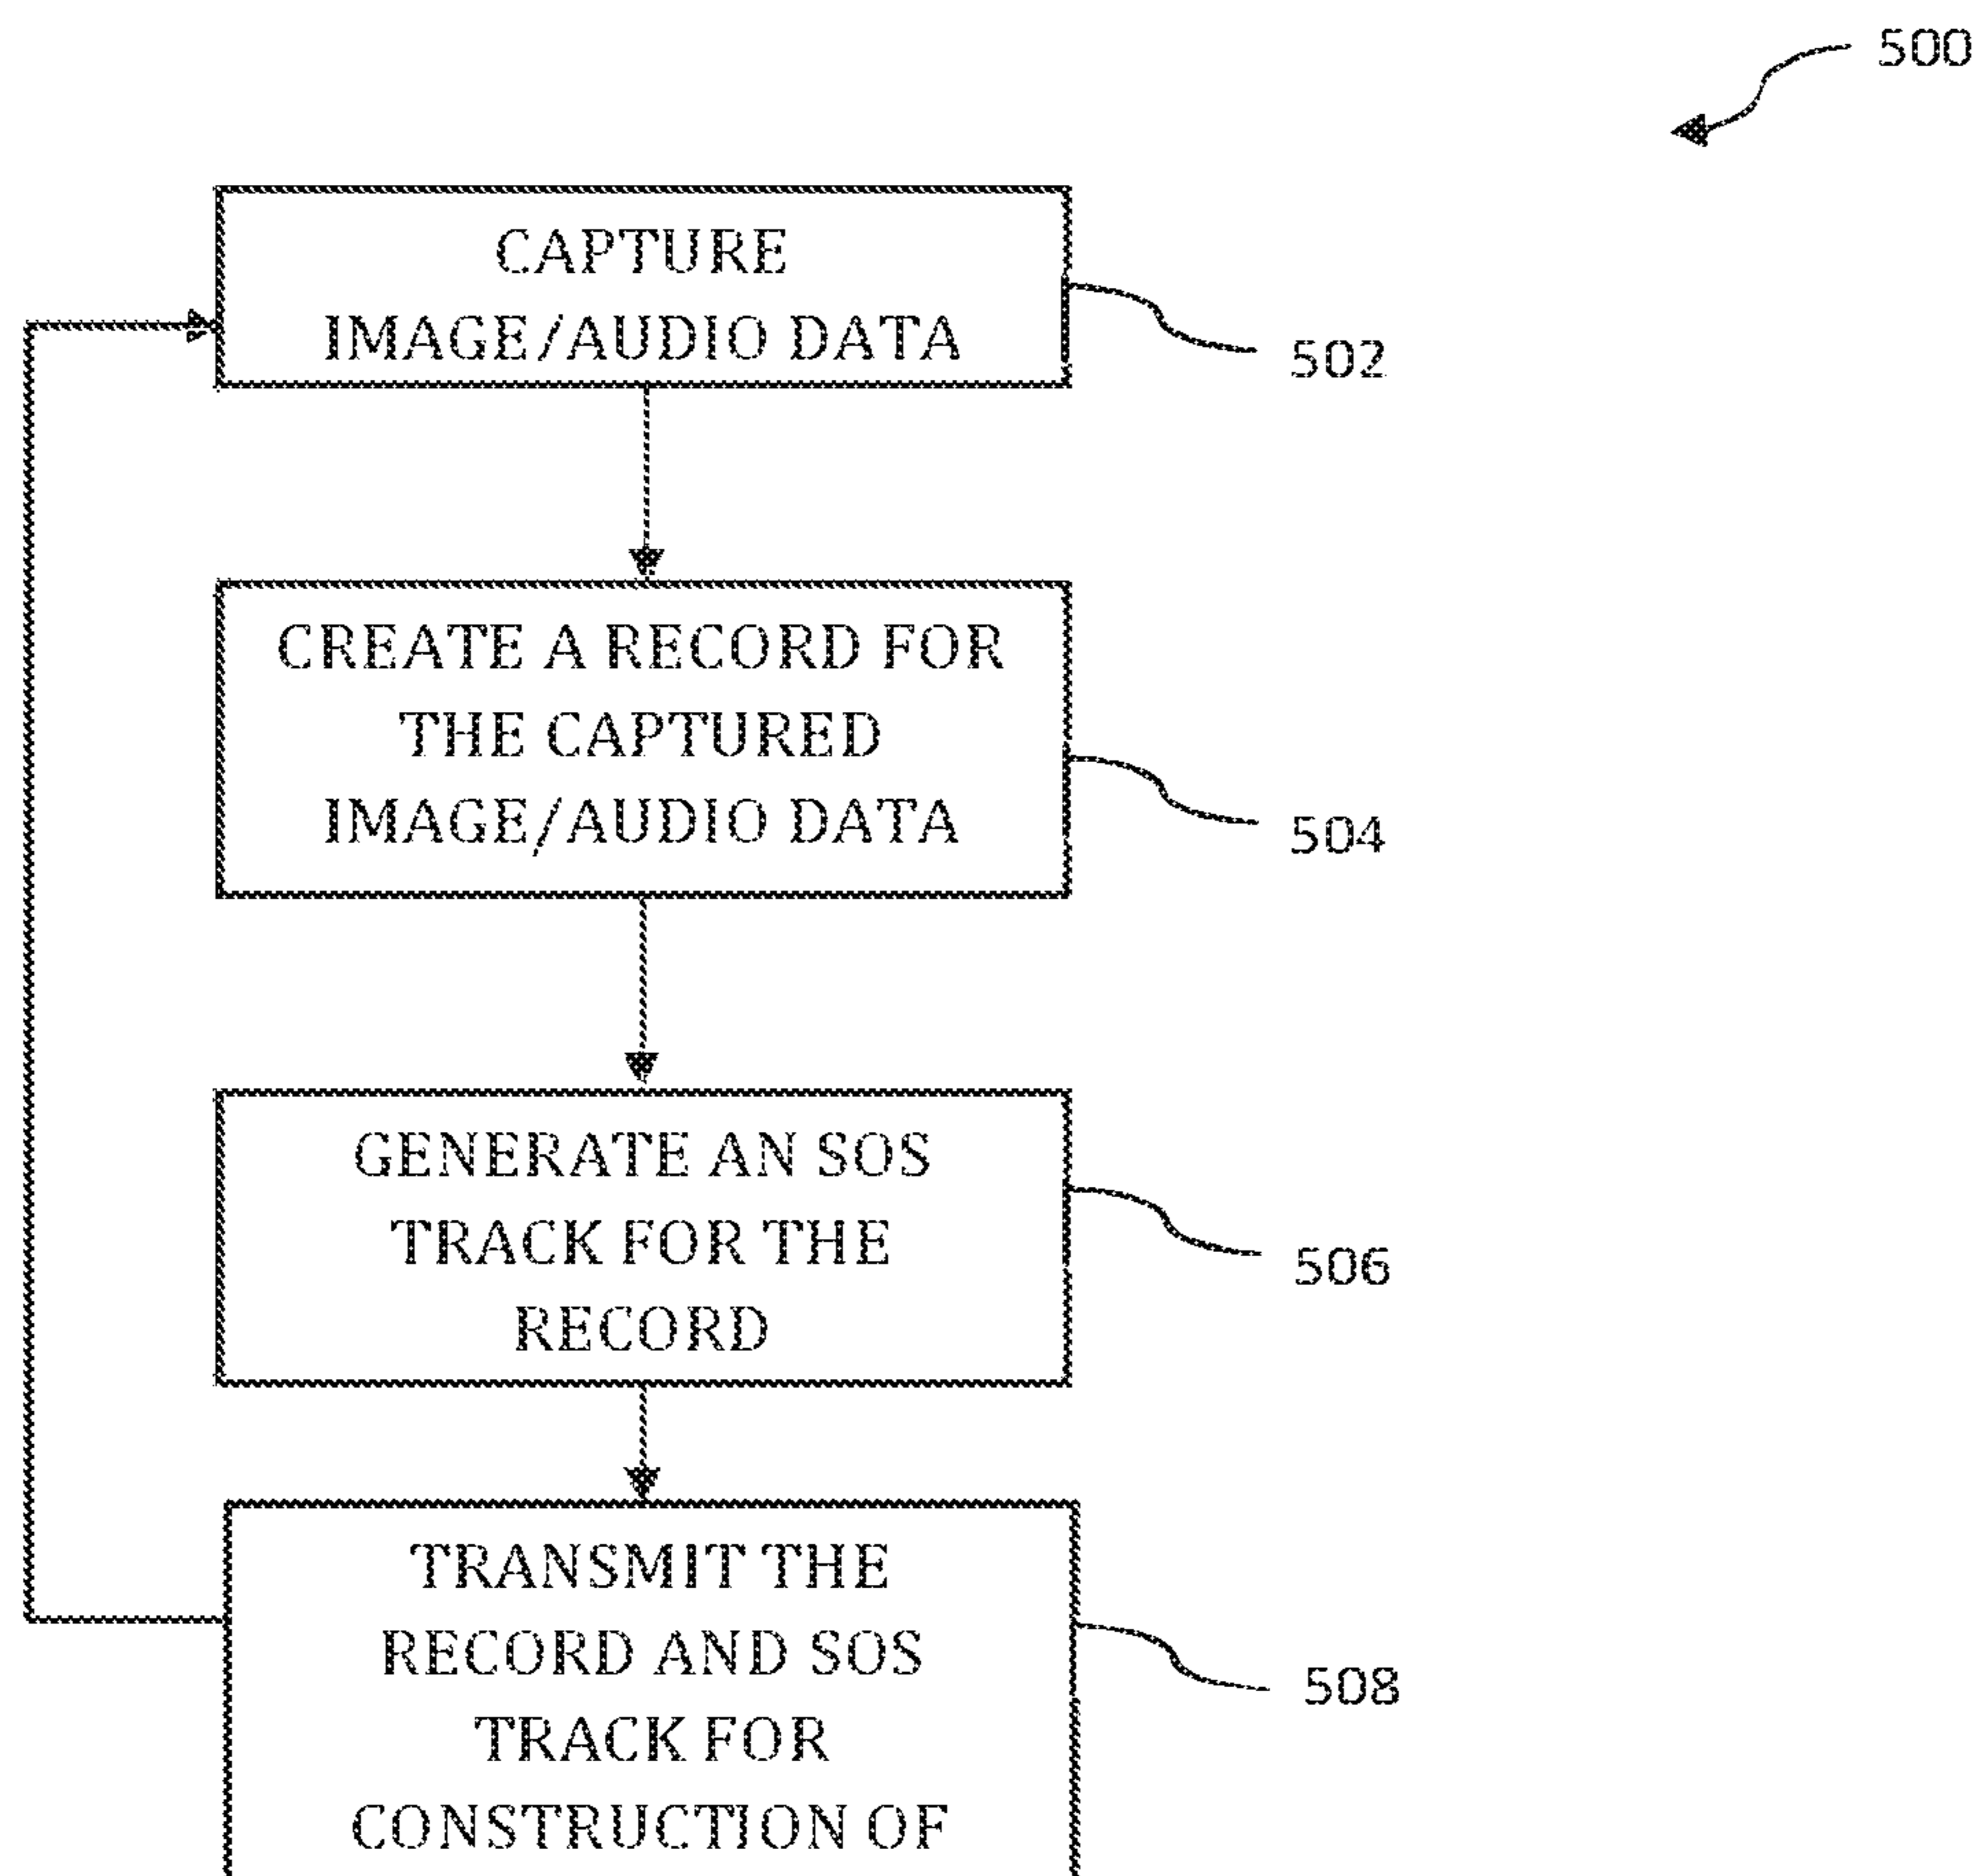 500
CAPTURE
IMAGE/AUDIO DATA
502
CREATE A RECORD FOR
THE CAPTURED
IMAGE/AUDIO DATA
504
GENERATE AN SOS
TRACK FOR THE
RECORD
506
TRANSMIT THE
RECORD AND SOS
TRACK FOR
CONSTRUCTION OF
508